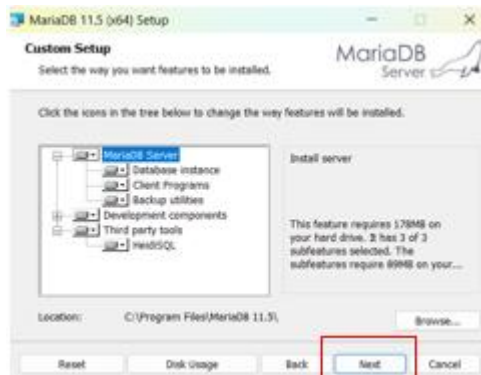 MariaDB 11.5 (x64) Setup
Custom Setup
Select the way you want features to be installed.
MariaDB
Server
Click the icons in the tree below to change the way features will be installed.
MariaDB Server
Database instance
Client Programs
Backup utilities
Development components
Third party tools
HeidiSQL
Install server
This feature requires 178MB on
your hard drive. It has 3 of 3
subfeatures selected. The
subfeatures require 89MB on your...
Location: C:\Program Files\MariaDB 11.5\
Browse...
Reset Disk Usage Back Next Cancel